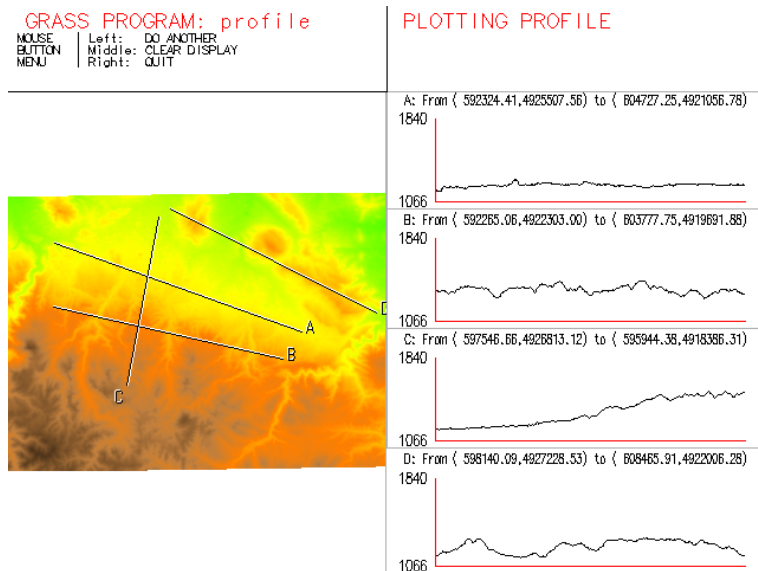 GRASS PROGRAM: profile
MOUSE Left: DO ANOTHER
BUTTON Middle: CLEAR DISPLAY
MENU Right: QUIT
PLOTTING PROFILE
A: From ( 592324.41,4925507.56) to ( 604727.25,4921056.78)
1840
1066
B: From ( 592265.06,4922303.00) to ( 603777.75,4919691.88)
1840
1066
C: From ( 597546.66,4926813.12) to ( 595944.38,4918386.31)
1840
1066
D: From ( 598140.09,4927228.53) to ( 608465.91,4922006.28)
1840
1066
A
B
C
D